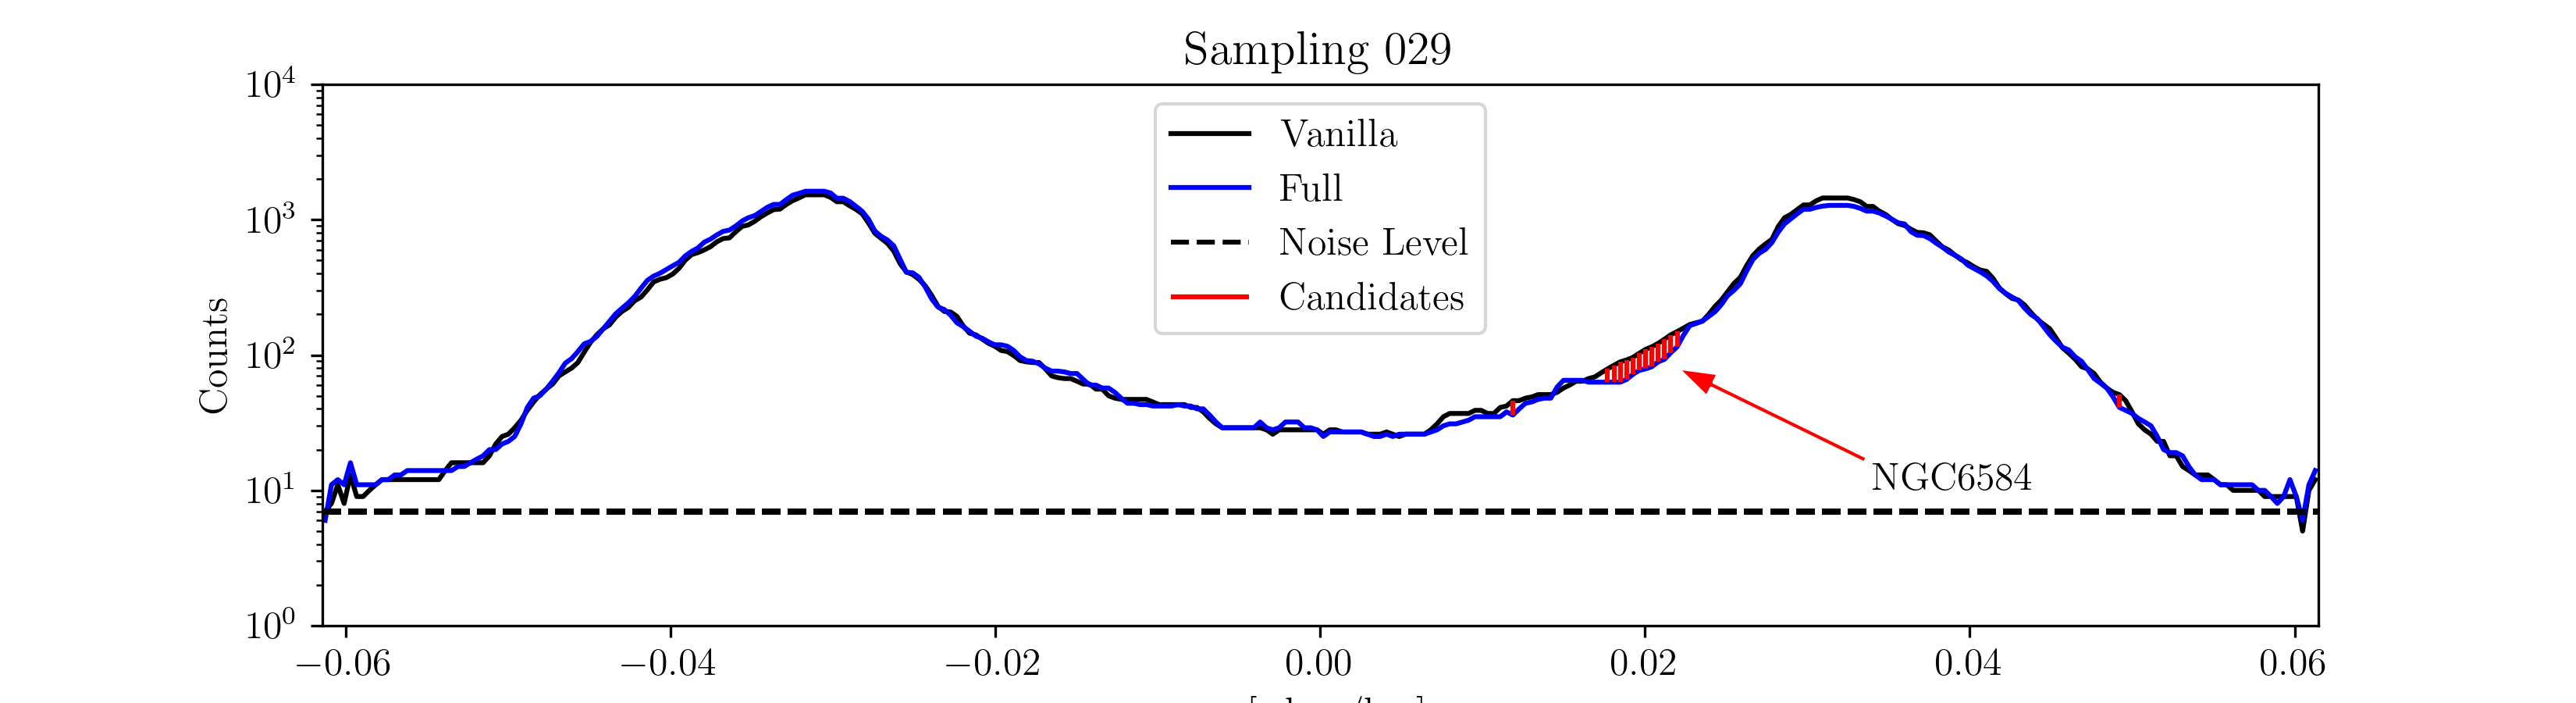 Sampling 029
10^4
10^3
10^2
10^1
10^0
Counts
Vanilla
Full
Noise Level
Candidates
NGC6584
−0.06 −0.04 −0.02 0.00 0.02 0.04 0.06